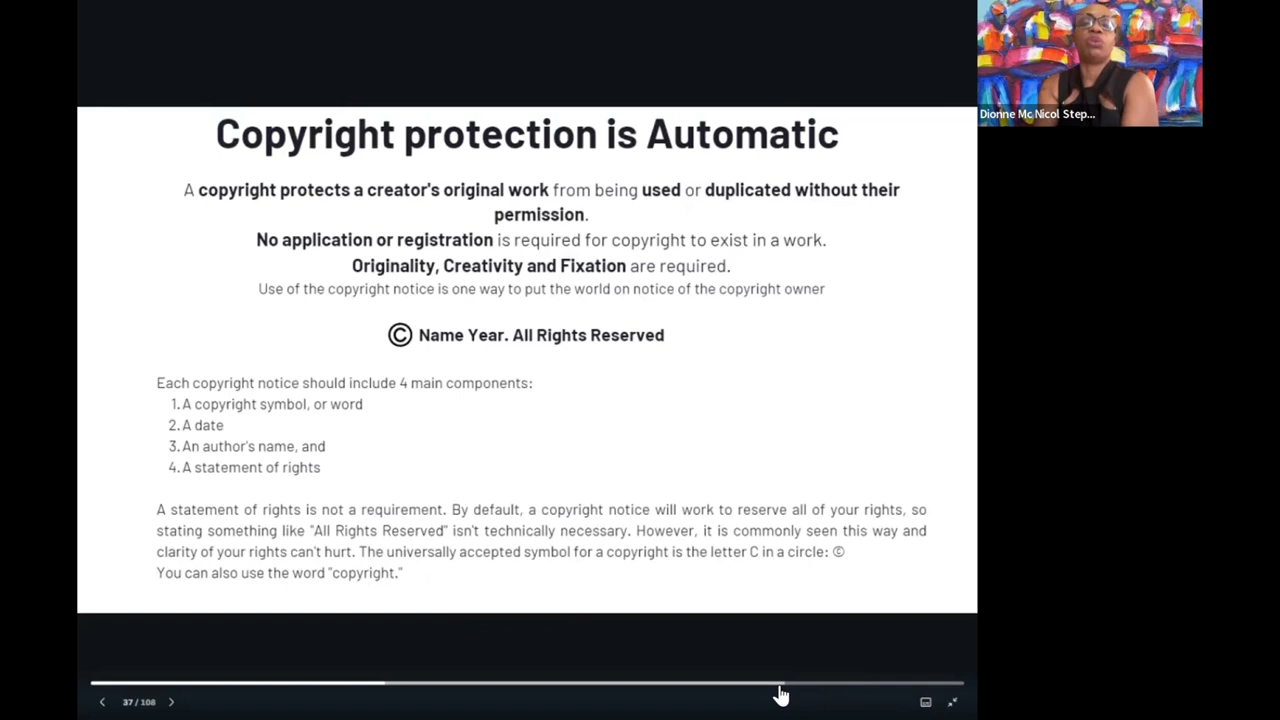 Copyright protection is Automatic
A copyright protects a creator's original work from being used or duplicated without their
permission.
No application or registration is required for copyright to exist in a work.
Originality, Creativity and Fixation are required.
Use of the copyright notice is one way to put the world on notice of the copyright owner
© Name Year. All Rights Reserved
Each copyright notice should include 4 main components:
1. A copyright symbol, or word
2. A date
3. An author's name, and
4. A statement of rights
A statement of rights is not a requirement. By default, a copyright notice will work to reserve all of your rights, so
stating something like "All Rights Reserved" isn't technically necessary. However, it is commonly seen this way and
clarity of your rights can't hurt. The universally accepted symbol for a copyright is the letter C in a circle: ©
You can also use the word "copyright."
Dionne Mc Nicol Step...
37 / 108